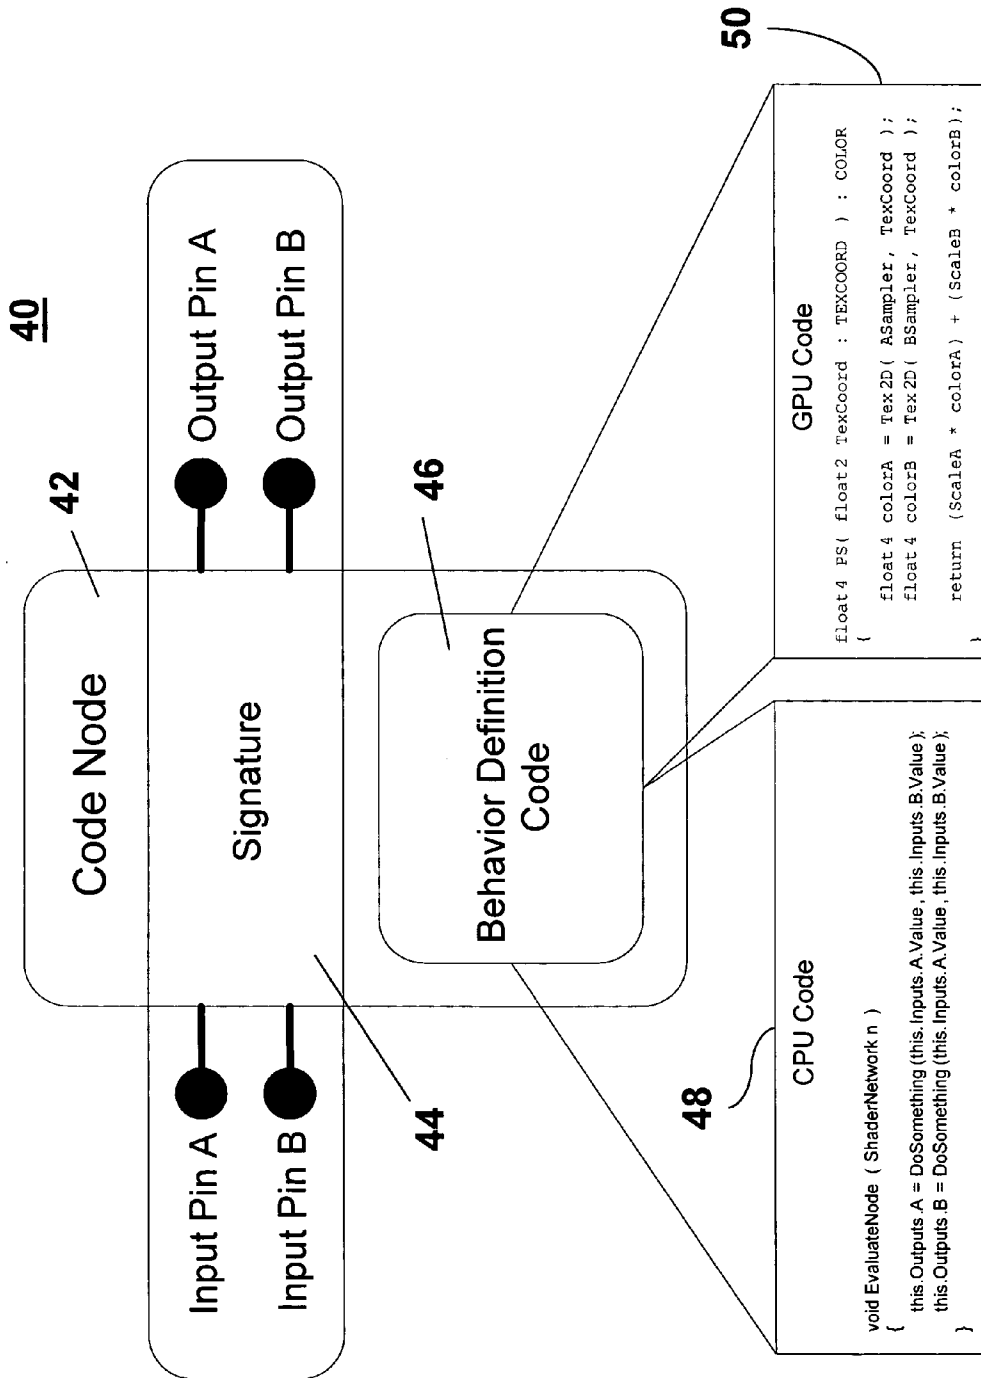 40
Code Node
42
Signature
Input Pin A
Input Pin B
Output Pin A
Output Pin B
44
Behavior Definition
Code
46
48
CPU Code
void EvaluateNode ( ShaderNetwork n )
{
this.Outputs.A = DoSomething (this.Inputs.A.Value, this.Inputs.B.Value );
this.Outputs.B = DoSomething (this.Inputs.A.Value, this.Inputs.B.Value );
}
50
GPU Code
float4 PS( float2 TexCoord : TEXCOORD ) : COLOR
{
float4 colorA = Tex2D( ASampler, TexCoord );
float4 colorB = Tex2D( BSampler, TexCoord );
return (ScaleA * colorA) + (ScaleB * colorB);
}